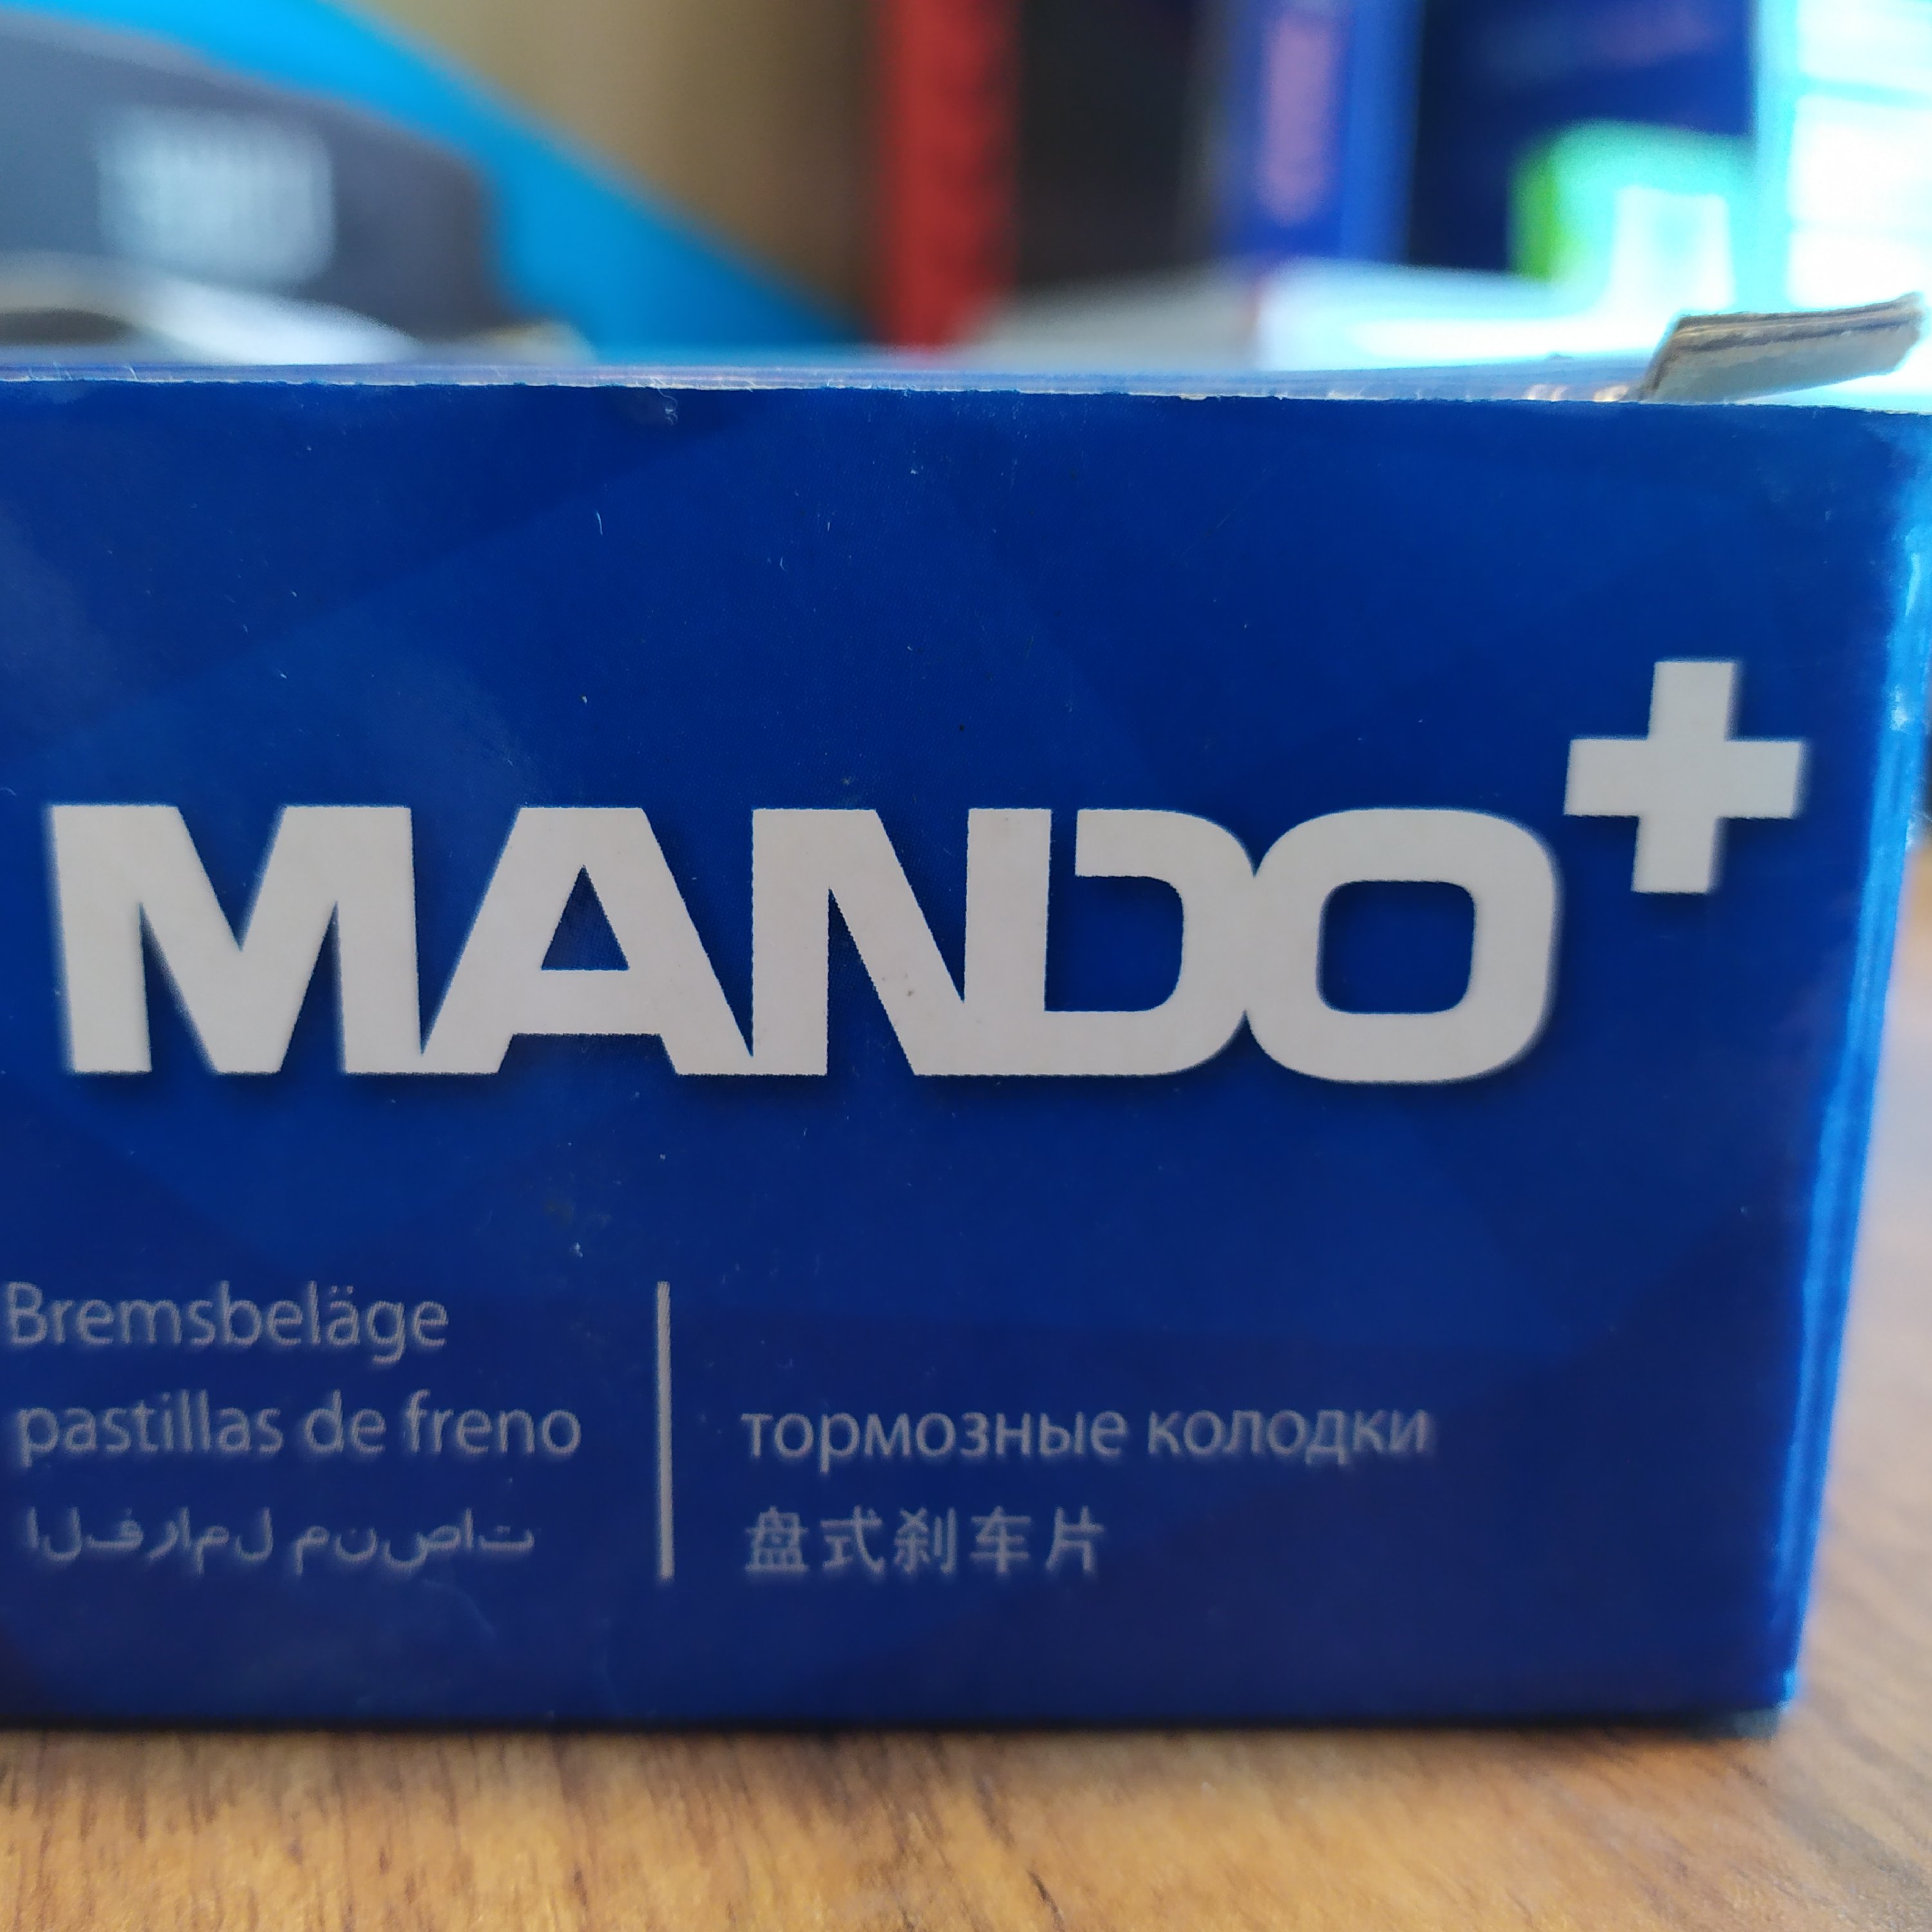 MANDO+
Bremsbeläge
pastillas de freno
ا ل ف ر ا م ل م ن ص ا ت
тормозные колодки
盘式刹车片